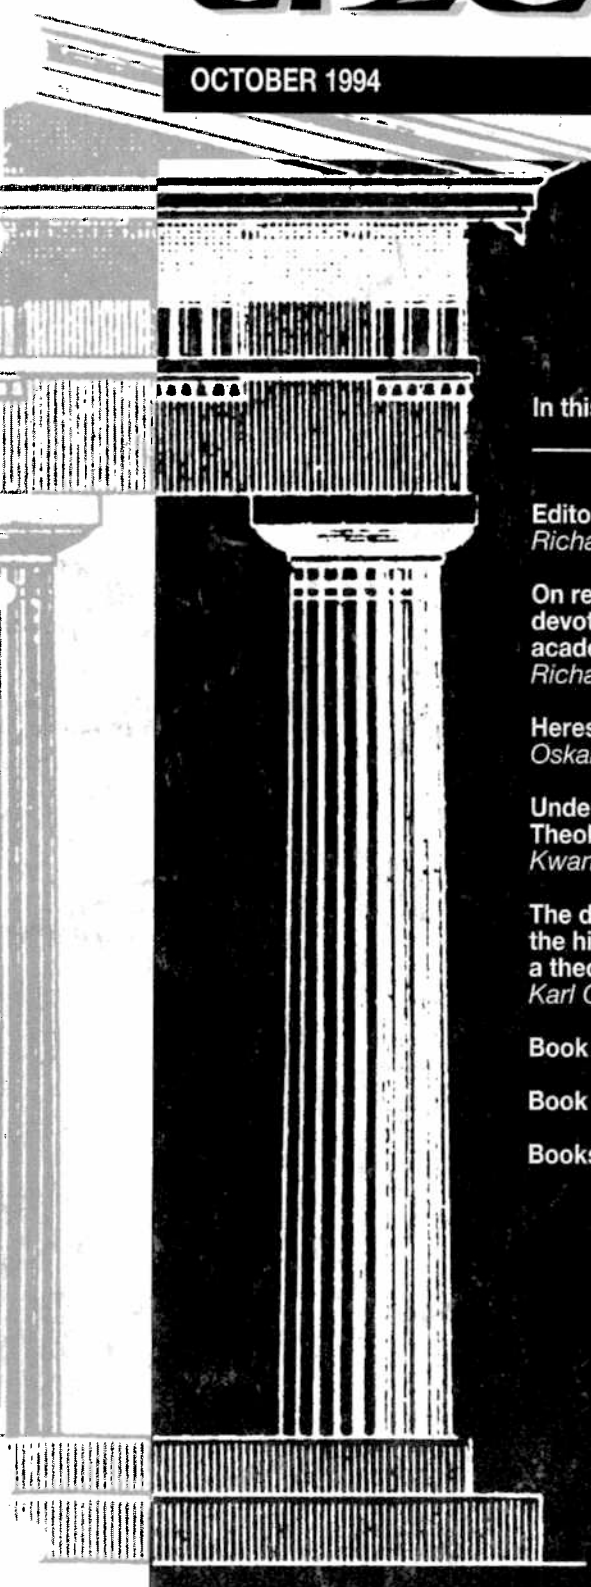 OCTOBER 1994
In this
Edito
Richa
On re
devot
acade
Richa
Heres
Oska
Unde
Theol
Kwan
The d
the hi
a theo
Karl
Book
Book
Books